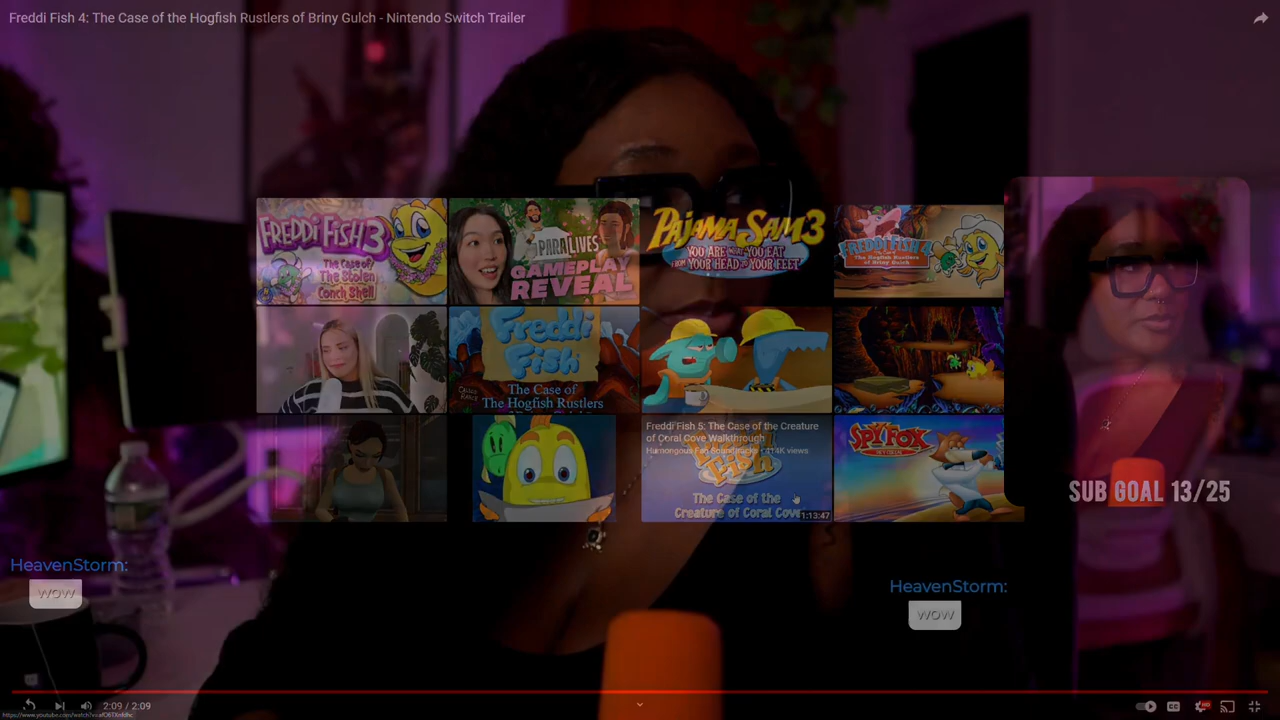 Freddi Fish 4: The Case of the Hogfish Rustlers of Briny Gulch - Nintendo Switch Trailer
FREDDI FISH 3
The Case of
The Stolen
Conch Shell
PARALIVES
GAMEPLAY
REVEAL
PAJAMA SAM 3
YOU ARE WHAT YOU EAT
FROM YOUR HEAD TO YOUR FEET
FREDDI FISH 4
The Hogfish Rustlers
of Briny Gulch
Freddi
Fish
The Case of
The Hogfish Rustlers
Freddi Fish 5: The Case of the Creature
of Coral Cove Walkthrough
414K views
Fish
The Case of the
Creature of Coral Cove
1:13:47
SPY FOX
SUB GOAL 13/25
HeavenStorm:
wow
HeavenStorm:
wow
2:09 / 2:09
CC
HD